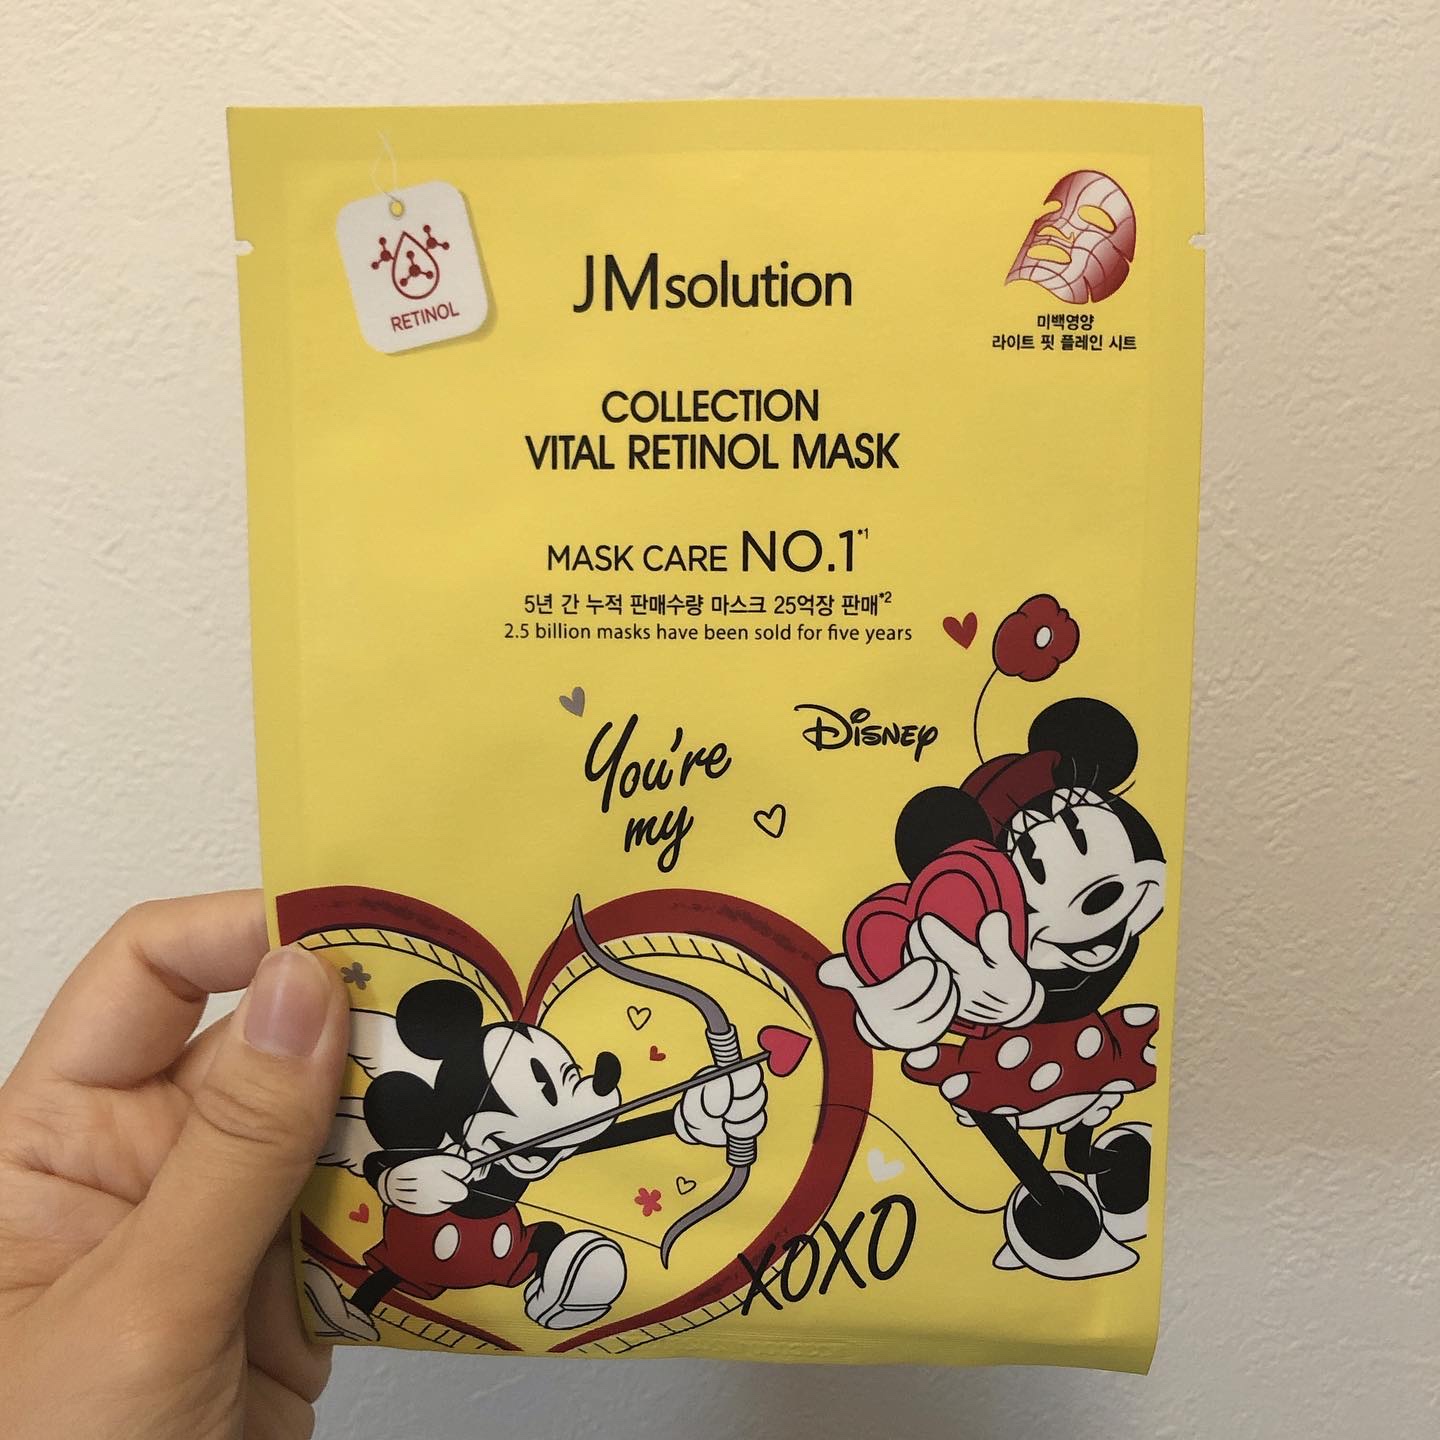 RETINOL
JMsolution
미백영양
라이트 핏 플레인 시트
COLLECTION
VITAL RETINOL MASK
MASK CARE NO.1*1
5년 간 누적 판매수량 마스크 25억장 판매*2
2.5 billion masks have been sold for five years
You're
my
Disney
XOXO